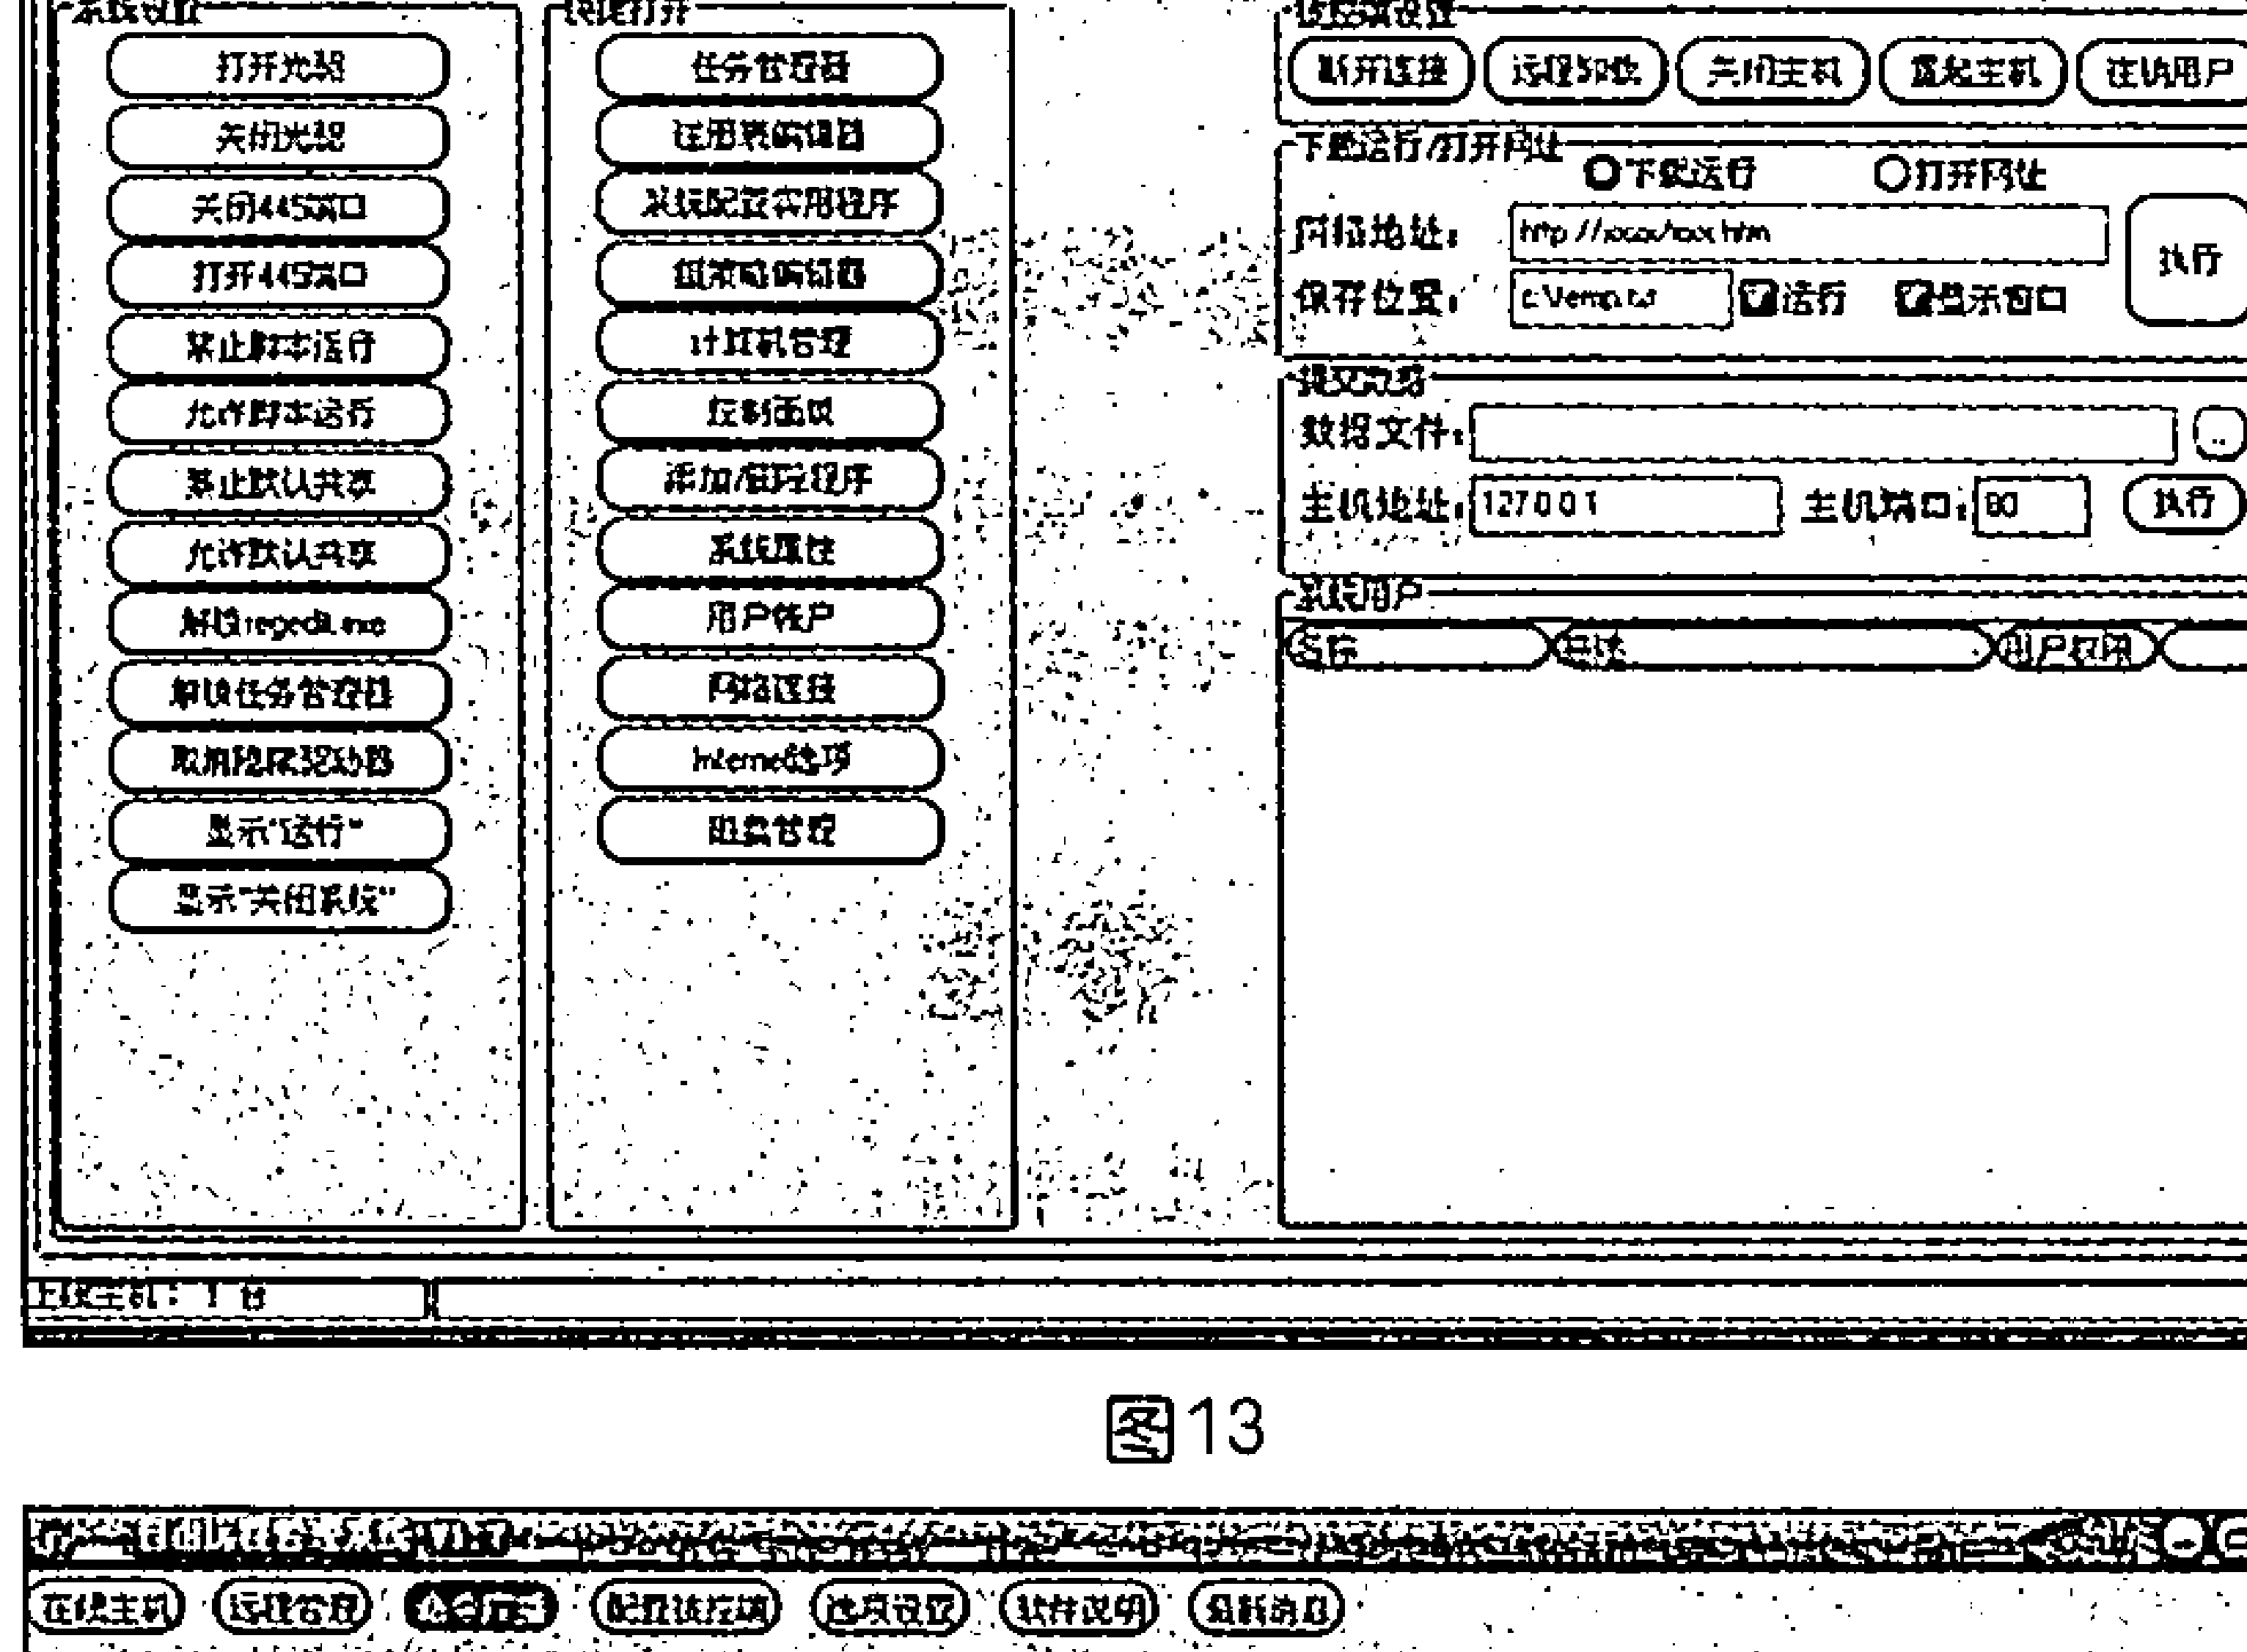 系统设置
打开光驱
关闭光驱
关闭445端口
打开445端口
禁止脚本运行
允许脚本运行
禁止默认共享
允许默认共享
解锁regedit.exe
解锁任务管理器
取消隐藏驱动器
显示"运行"
显示"关闭系统"
快捷打开
任务管理器
注册表编辑器
系统配置实用程序
组策略编辑器
计算机管理
控制面板
添加/删除程序
系统属性
用户帐户
网络连接
Internet选项
磁盘管理
被控端设置
断开连接 远程卸载 关闭主机 重起主机 注销用户
下载运行/打开网址
下载运行 打开网址
网络地址：
执行
保存位置： 运行 显示窗口
提交数据
数据文件： ..
主机地址： 127.0.0.1 主机端口： 80 执行
系统用户
用户权限
上线主机： 1 台
图13
在线主机 远程管理 配置被控端 选项设置 软件说明 最新消息